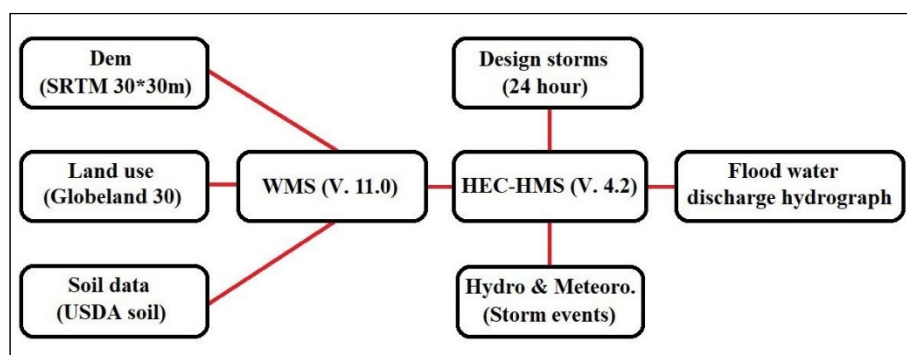 Dem
(SRTM 30*30m)
Land use
(Globeland 30)
Soil data
(USDA soil)
WMS (V. 11.0)
Design storms
(24 hour)
HEC-HMS (V. 4.2)
Hydro & Meteoro.
(Storm events)
Flood water
discharge hydrograph